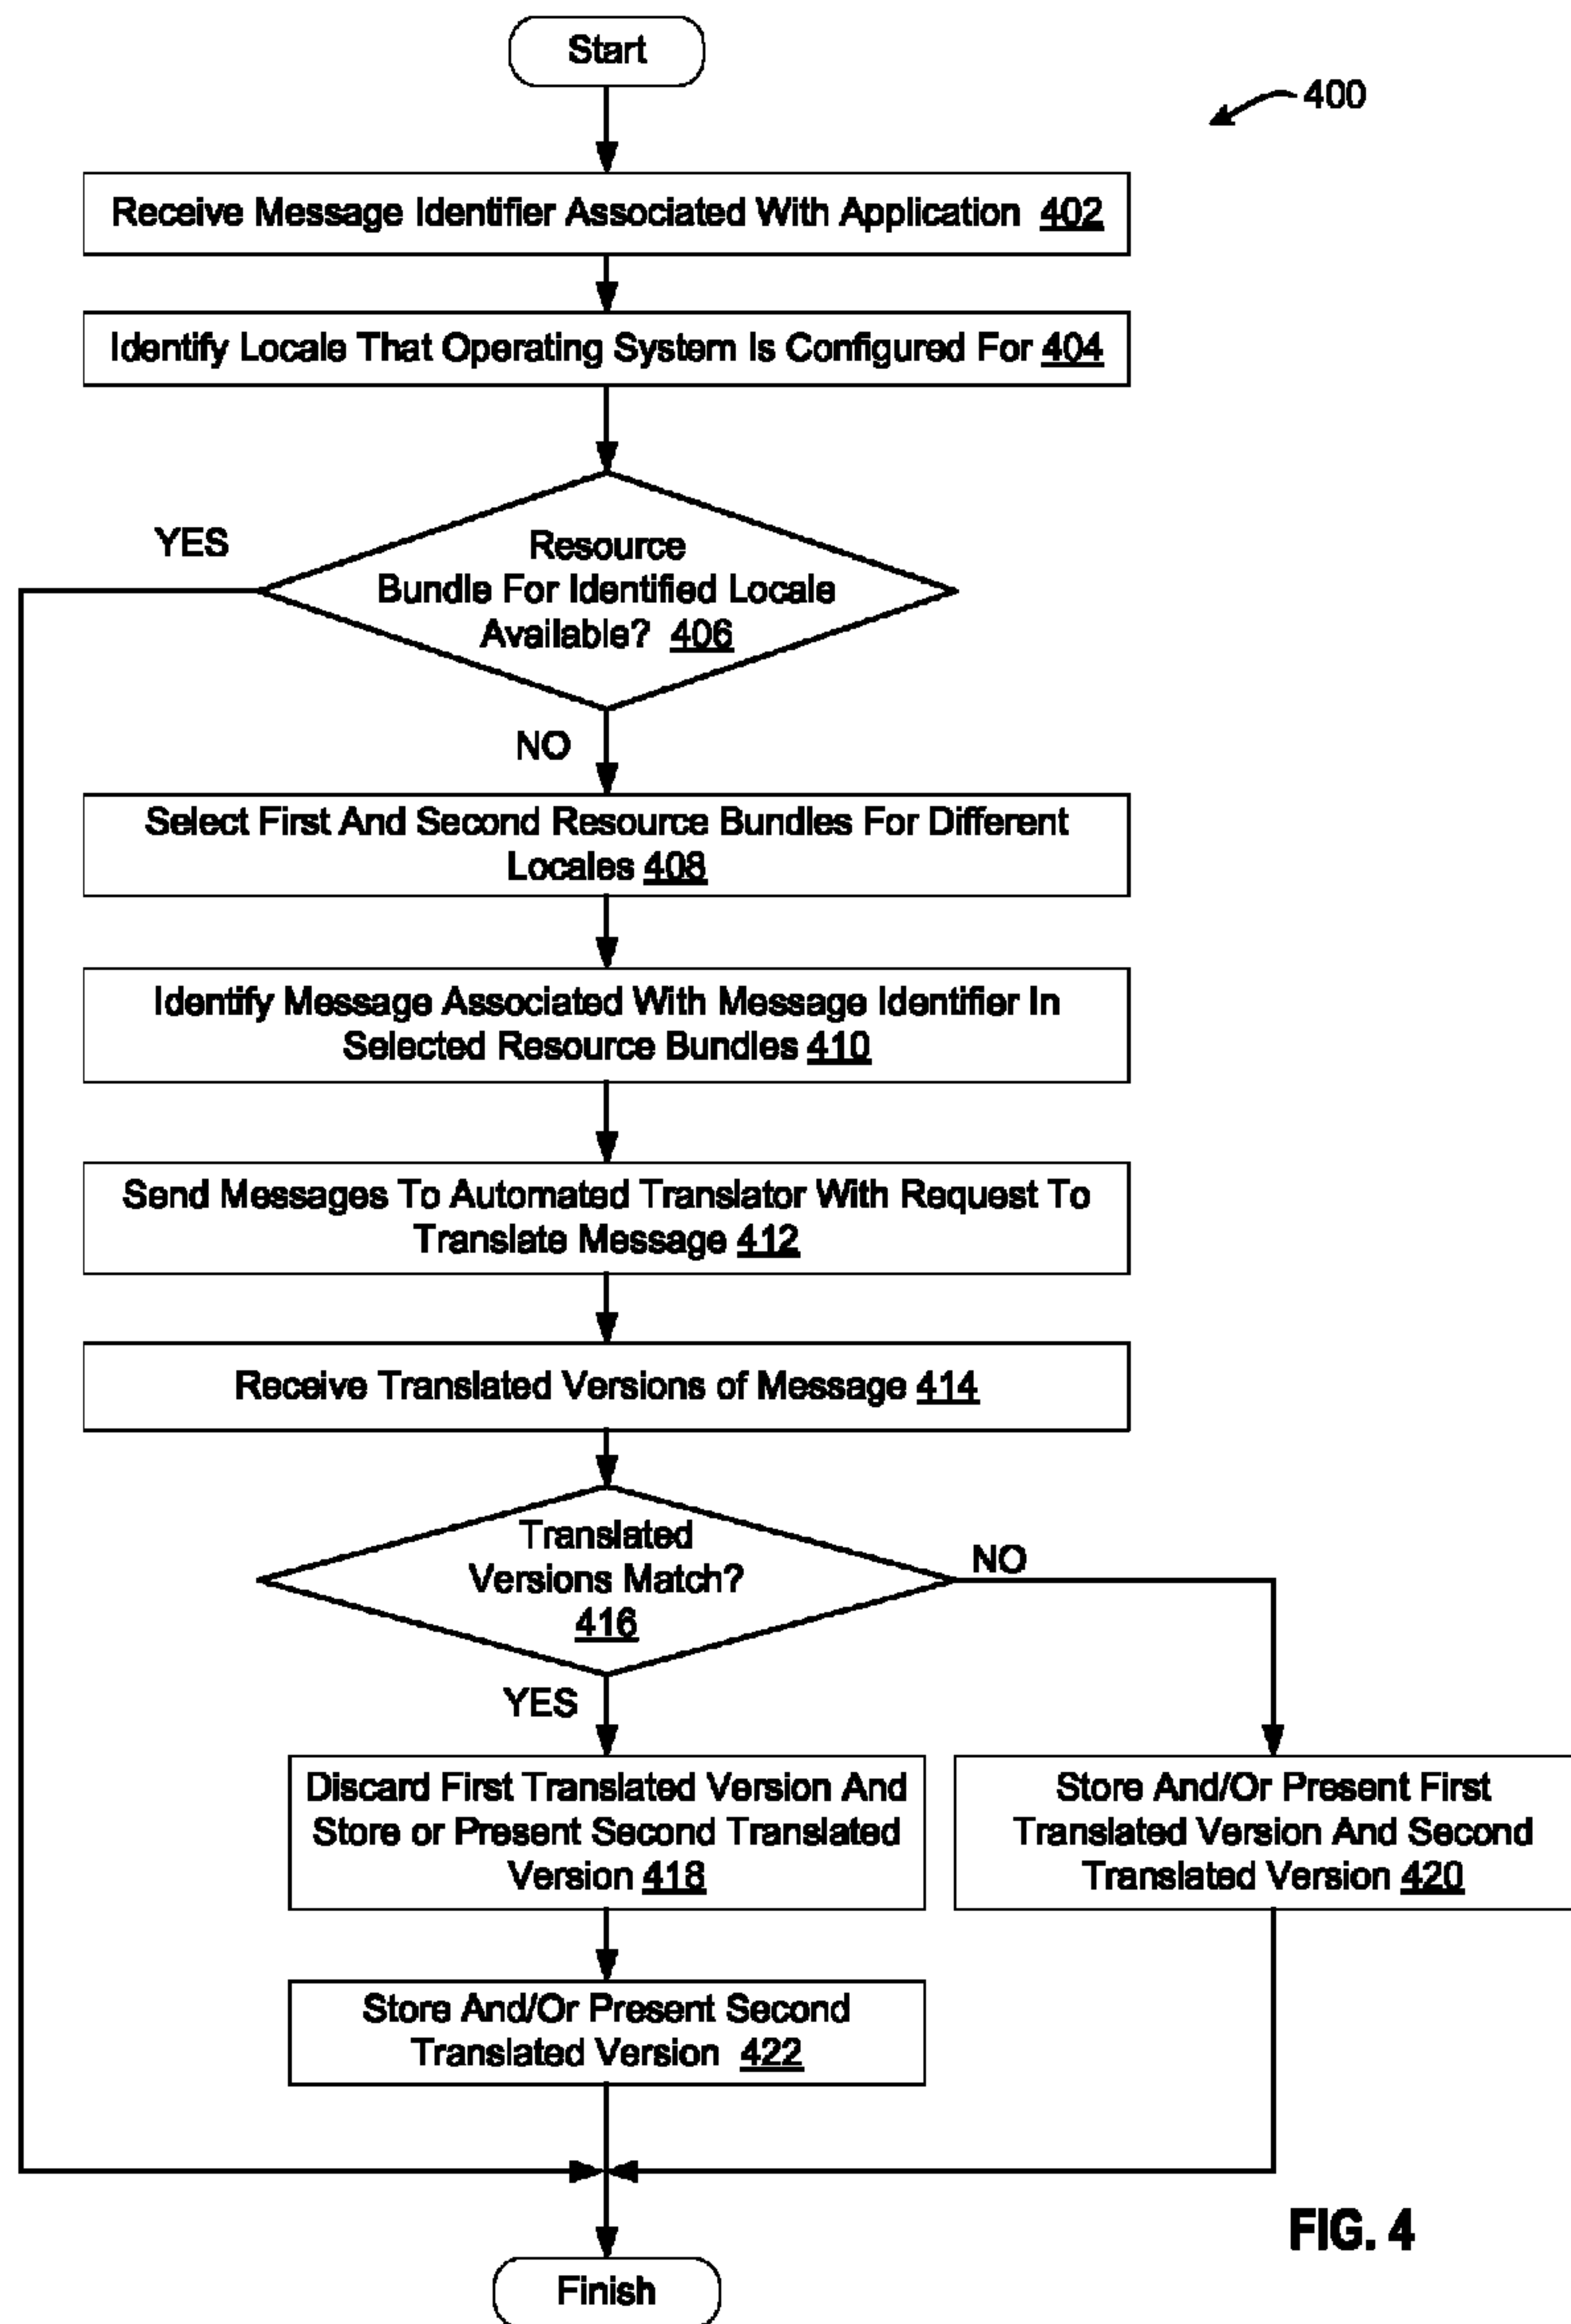 Start
400
Receive Message Identifier Associated With Application 402
Identify Locale That Operating System Is Configured For 404
YES
Resource
Bundle For Identified Locale
Available? 406
NO
Select First And Second Resource Bundles For Different
Locales 408
Identify Message Associated With Message Identifier In
Selected Resource Bundles 410
Send Messages To Automated Translator With Request To
Translate Message 412
Receive Translated Versions of Message 414
Translated
Versions Match?
416
NO
YES
Discard First Translated Version And
Store or Present Second Translated
Version 418
Store And/Or Present First
Translated Version And Second
Translated Version 420
Store And/Or Present Second
Translated Version 422
FIG. 4
Finish